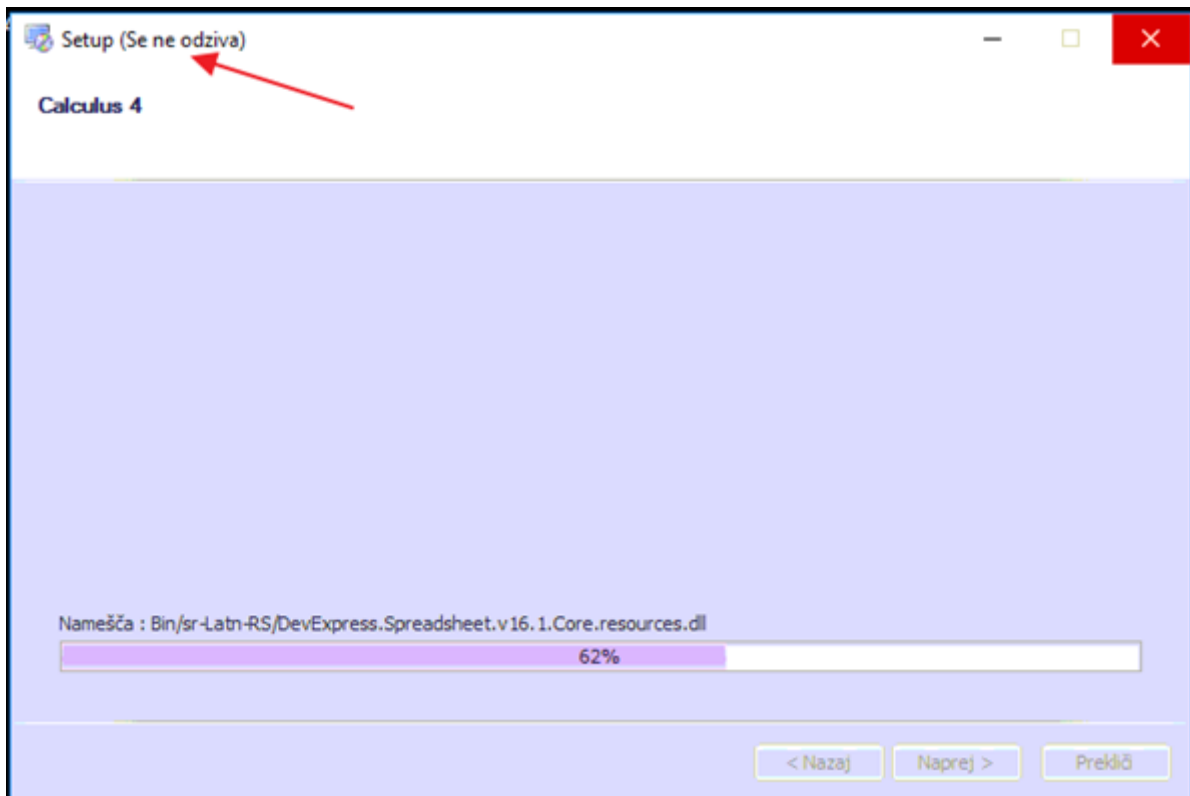 Setup (Se ne odziva)
Calculus 4
Namešča : Bin/sr-Latn-RS/DevExpress.Spreadsheet.v16.1.Core.resources.dll
62%
< Nazaj Naprej > Prekliči